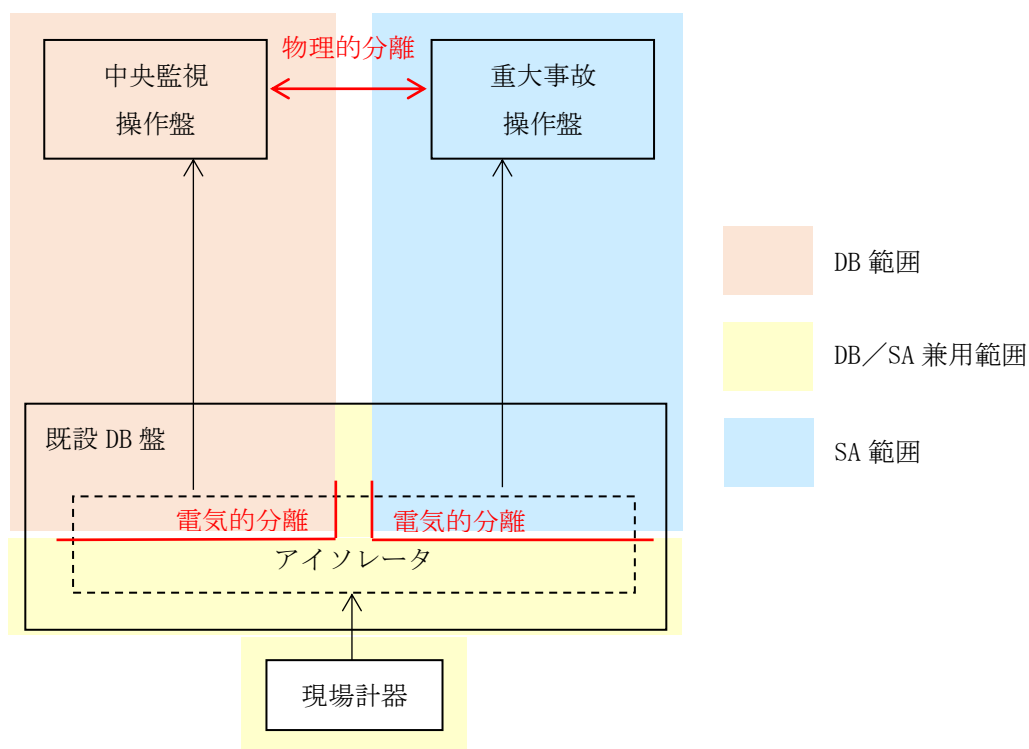 物理的分離
中央監視
操作盤
重大事故
操作盤
DB 範囲
DB／SA 兼用範囲
SA 範囲
既設 DB 盤
電気的分離
電気的分離
アイソレータ
現場計器